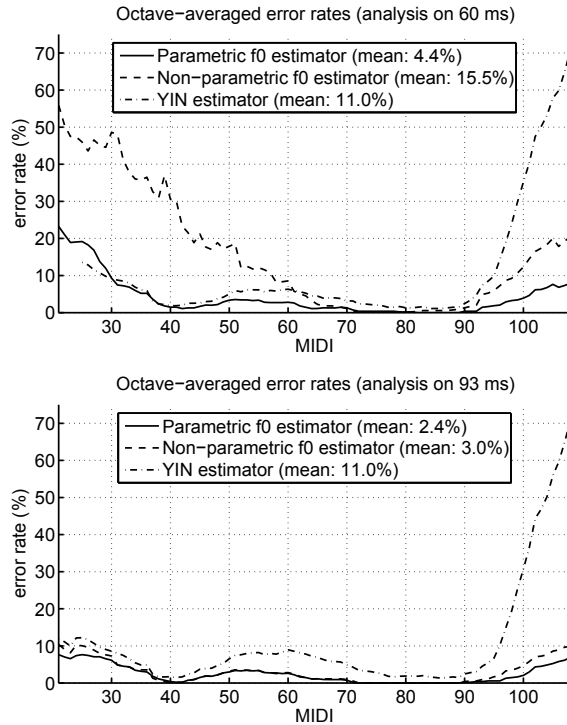 Octave−averaged error rates (analysis on 60 ms)
70
60
50
40
30
20
10
0
error rate (%)
Parametric f0 estimator (mean: 4.4%)
Non−parametric f0 estimator (mean: 15.5%)
YIN estimator (mean: 11.0%)
30 40 50 60 70 80 90 100
MIDI
Octave−averaged error rates (analysis on 93 ms)
70
60
50
40
30
20
10
0
error rate (%)
Parametric f0 estimator (mean: 2.4%)
Non−parametric f0 estimator (mean: 3.0%)
YIN estimator (mean: 11.0%)
30 40 50 60 70 80 90 100
MIDI